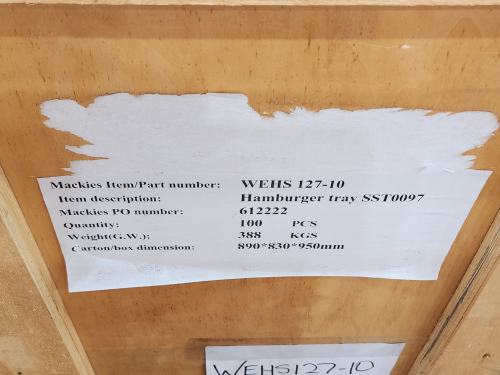 Mackies Item/Part number: WEHS 127-10
Item description: Hamburger tray SST0097
Mackies PO number: 612222
Quantity: 100 PCS
Weight(G.W.): 388 KGS
Carton/box dimension: 890*830*950mm
WEHS127-10